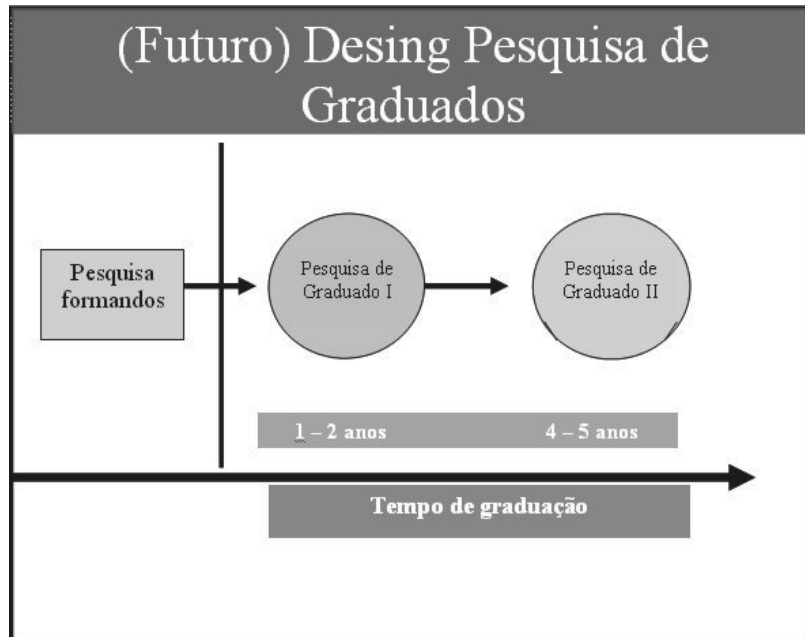 (Futuro) Desing Pesquisa de
Graduados
Pesquisa
formandos
Pesquisa de
Graduado I
Pesquisa de
Graduado II
1 – 2 anos
4 – 5 anos
Tempo de graduação